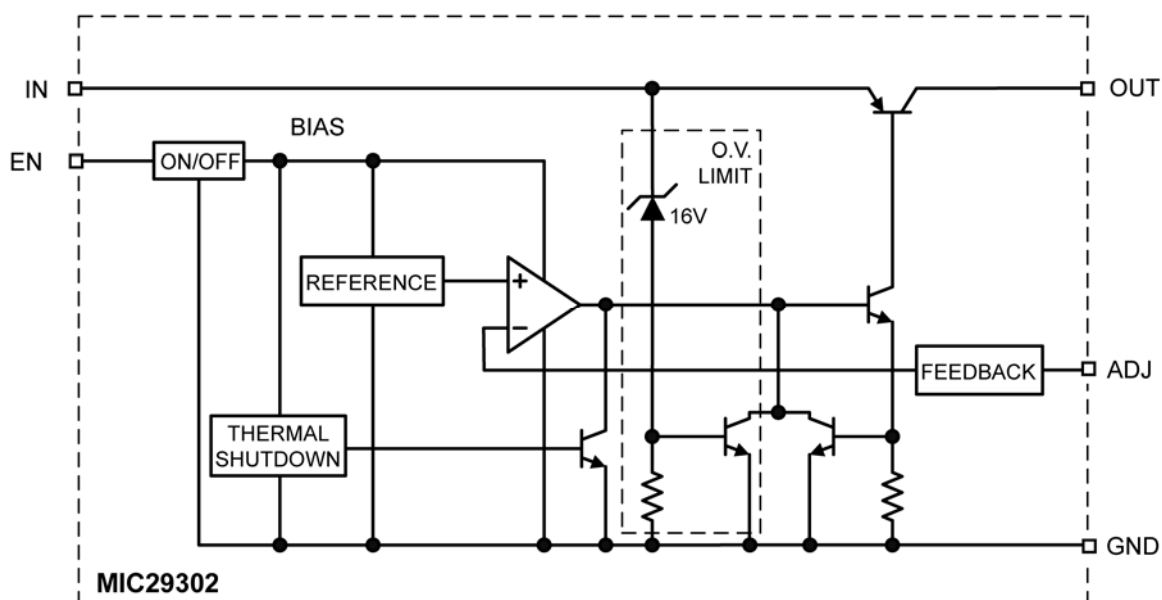 IN
OUT
BIAS
EN
ON/OFF
O.V.
LIMIT
16V
REFERENCE
+
−
FEEDBACK
ADJ
THERMAL
SHUTDOWN
GND
MIC29302